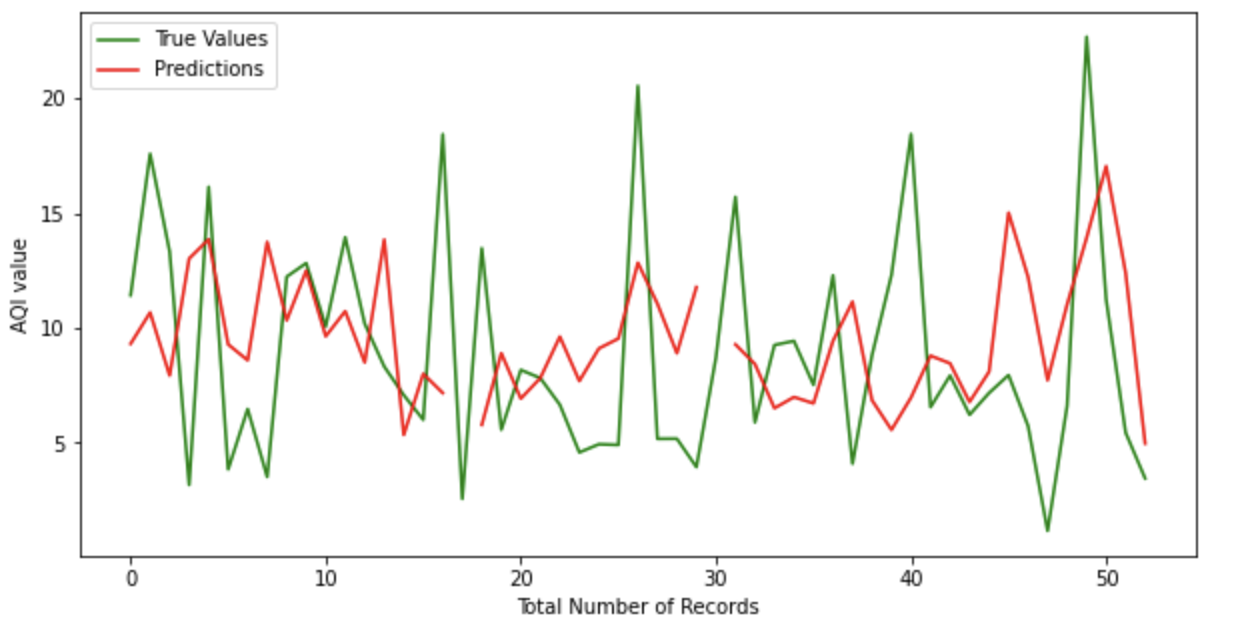 True Values
Predictions
20
15
10
5
AQI value
0 10 20 30 40 50
Total Number of Records